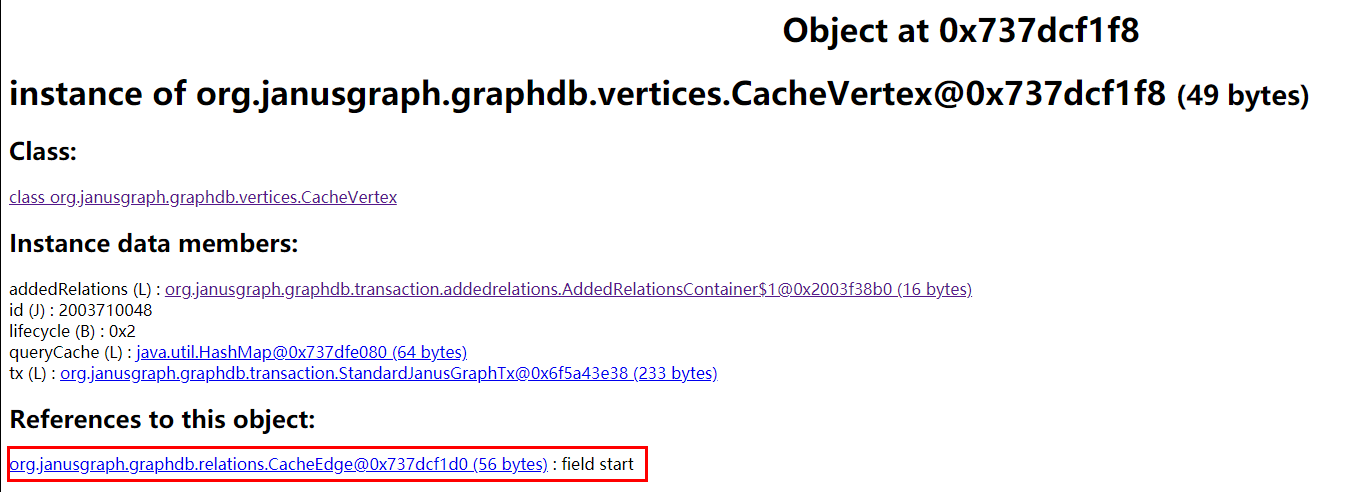 Object at 0x737dcf1f8
instance of org.janusgraph.graphdb.vertices.CacheVertex@0x737dcf1f8 (49 bytes)
Class:
class org.janusgraph.graphdb.vertices.CacheVertex
Instance data members:
addedRelations (L) : org.janusgraph.graphdb.transaction.addedrelations.AddedRelationsContainer$1@0x2003f38b0 (16 bytes)
id (J) : 2003710048
lifecycle (B) : 0x2
queryCache (L) : java.util.HashMap@0x737dfe080 (64 bytes)
tx (L) : org.janusgraph.graphdb.transaction.StandardJanusGraphTx@0x6f5a43e38 (233 bytes)
References to this object:
org.janusgraph.graphdb.relations.CacheEdge@0x737dcf1d0 (56 bytes) : field start